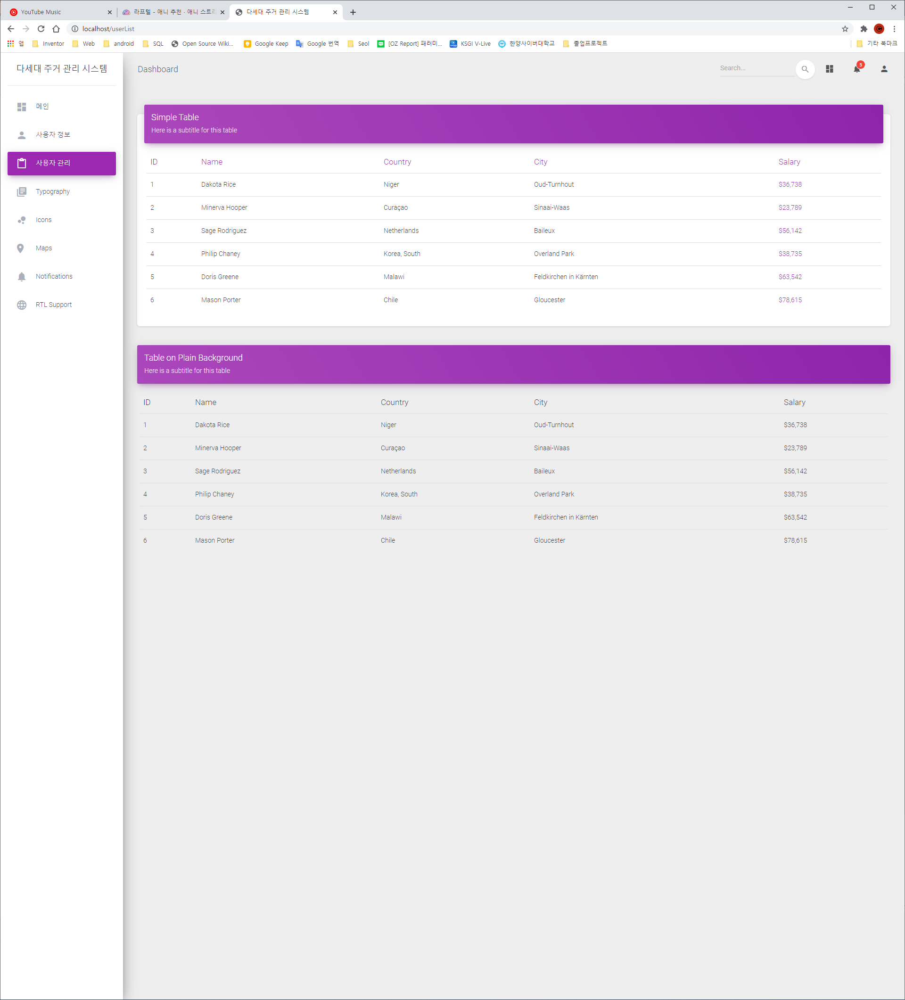 YouTube Music
라프텔 - 애니 추천 · 애니 스트리
다세대 주거 관리 시스템
localhost/userList
앱 Inventor Web android SQL Open Source Wiki... Google Keep Google 번역 Seol [OZ Report] 패러미... KSGI V-Live 한양사이버대학교 졸업프로젝트 기타 북마크
다세대 주거 관리 시스템
메인
사용자 정보
사용자 관리
Typography
Icons
Maps
Notifications
RTL Support
Dashboard
Search...
5
Simple Table
Here is a subtitle for this table
ID Name Country City Salary
1 Dakota Rice Niger Oud-Turnhout $36,738
2 Minerva Hooper Curaçao Sinaai-Waas $23,789
3 Sage Rodriguez Netherlands Baileux $56,142
4 Philip Chaney Korea, South Overland Park $38,735
5 Doris Greene Malawi Feldkirchen in Kärnten $63,542
6 Mason Porter Chile Gloucester $78,615
Table on Plain Background
Here is a subtitle for this table
ID Name Country City Salary
1 Dakota Rice Niger Oud-Turnhout $36,738
2 Minerva Hooper Curaçao Sinaai-Waas $23,789
3 Sage Rodriguez Netherlands Baileux $56,142
4 Philip Chaney Korea, South Overland Park $38,735
5 Doris Greene Malawi Feldkirchen in Kärnten $63,542
6 Mason Porter Chile Gloucester $78,615